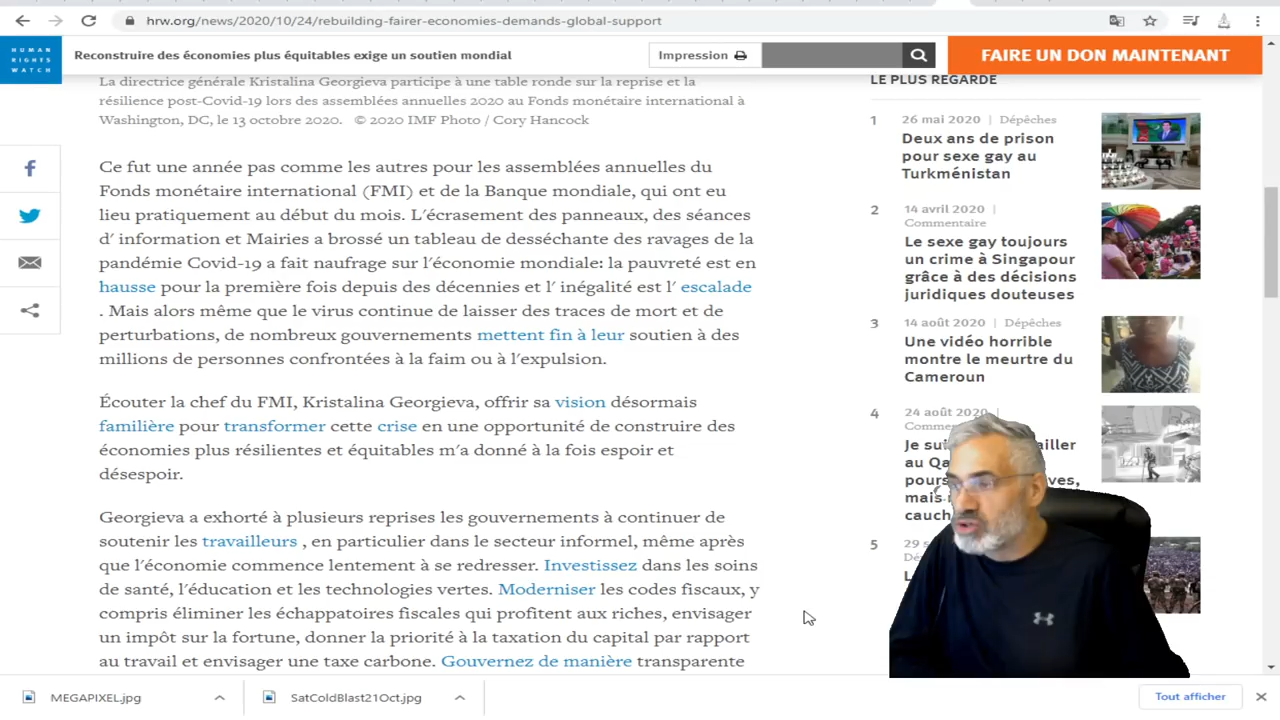 hrw.org/news/2020/10/24/rebuilding-fairer-economies-demands-global-support
HUMAN
RIGHTS
WATCH
Reconstruire des économies plus équitables exige un soutien mondial
Impression
FAIRE UN DON MAINTENANT
La directrice générale Kristalina Georgieva participe à une table ronde sur la reprise et la
résilience post-Covid-19 lors des assemblées annuelles 2020 au Fonds monétaire international à
Washington, DC, le 13 octobre 2020. © 2020 IMF Photo / Cory Hancock
Ce fut une année pas comme les autres pour les assemblées annuelles du
Fonds monétaire international (FMI) et de la Banque mondiale, qui ont eu
lieu pratiquement au début du mois. L'écrasement des panneaux, des séances
d' information et Mairies a brossé un tableau de desséchante des ravages de la
pandémie Covid-19 a fait naufrage sur l'économie mondiale: la pauvreté est en
hausse pour la première fois depuis des décennies et l' inégalité est l' escalade
. Mais alors même que le virus continue de laisser des traces de mort et de
perturbations, de nombreux gouvernements mettent fin à leur soutien à des
millions de personnes confrontées à la faim ou à l'expulsion.
Écouter la chef du FMI, Kristalina Georgieva, offrir sa vision désormais
familière pour transformer cette crise en une opportunité de construire des
économies plus résilientes et équitables m'a donné à la fois espoir et
désespoir.
Georgieva a exhorté à plusieurs reprises les gouvernements à continuer de
soutenir les travailleurs , en particulier dans le secteur informel, même après
que l'économie commence lentement à se redresser. Investissez dans les soins
de santé, l'éducation et les technologies vertes. Moderniser les codes fiscaux, y
compris éliminer les échappatoires fiscales qui profitent aux riches, envisager
un impôt sur la fortune, donner la priorité à la taxation du capital par rapport
au travail et envisager une taxe carbone. Gouvernez de manière transparente
LE PLUS REGARDÉ
1 26 mai 2020 | Dépêches
Deux ans de prison
pour sexe gay au
Turkménistan
2 14 avril 2020 |
Commentaire
Le sexe gay toujours
un crime à Singapour
grâce à des décisions
juridiques douteuses
3 14 août 2020 | Dépêches
Une vidéo horrible
montre le meurtre du
Cameroun
4 24 août 2020 |
Comme
Je su ailler
au Qa
pours ves,
mais
cauch
5 29 s
Dé
L
MEGAPIXEL.jpg
SatColdBlast21Oct.jpg
Tout afficher